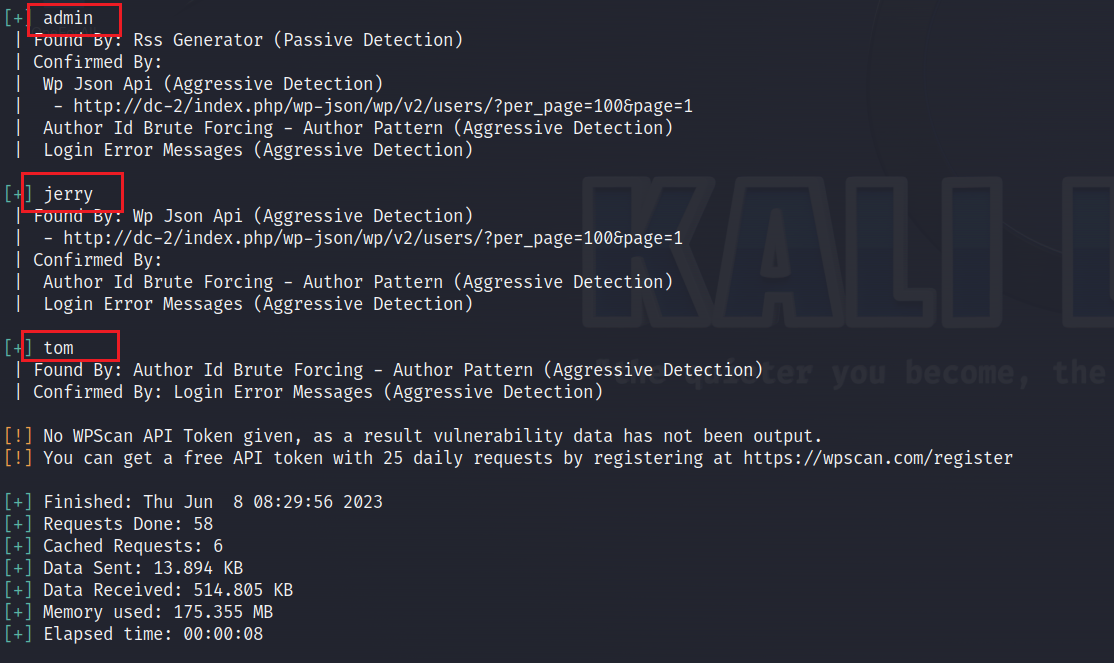 [+] admin
| Found By: Rss Generator (Passive Detection)
| Confirmed By:
|  Wp Json Api (Aggressive Detection)
|   - http://dc-2/index.php/wp-json/wp/v2/users/?per_page=100&page=1
|  Author Id Brute Forcing - Author Pattern (Aggressive Detection)
|  Login Error Messages (Aggressive Detection)
[+] jerry
| Found By: Wp Json Api (Aggressive Detection)
|  - http://dc-2/index.php/wp-json/wp/v2/users/?per_page=100&page=1
| Confirmed By:
|  Author Id Brute Forcing - Author Pattern (Aggressive Detection)
|  Login Error Messages (Aggressive Detection)
KALI
[+] tom
| Found By: Author Id Brute Forcing - Author Pattern (Aggressive Detection)
"the quieter you become, the
| Confirmed By: Login Error Messages (Aggressive Detection)
[!] No WPScan API Token given, as a result vulnerability data has not been output.
[!] You can get a free API token with 25 daily requests by registering at https://wpscan.com/register
[+] Finished: Thu Jun  8 08:29:56 2023
[+] Requests Done: 58
[+] Cached Requests: 6
[+] Data Sent: 13.894 KB
[+] Data Received: 514.805 KB
[+] Memory used: 175.355 MB
[+] Elapsed time: 00:00:08